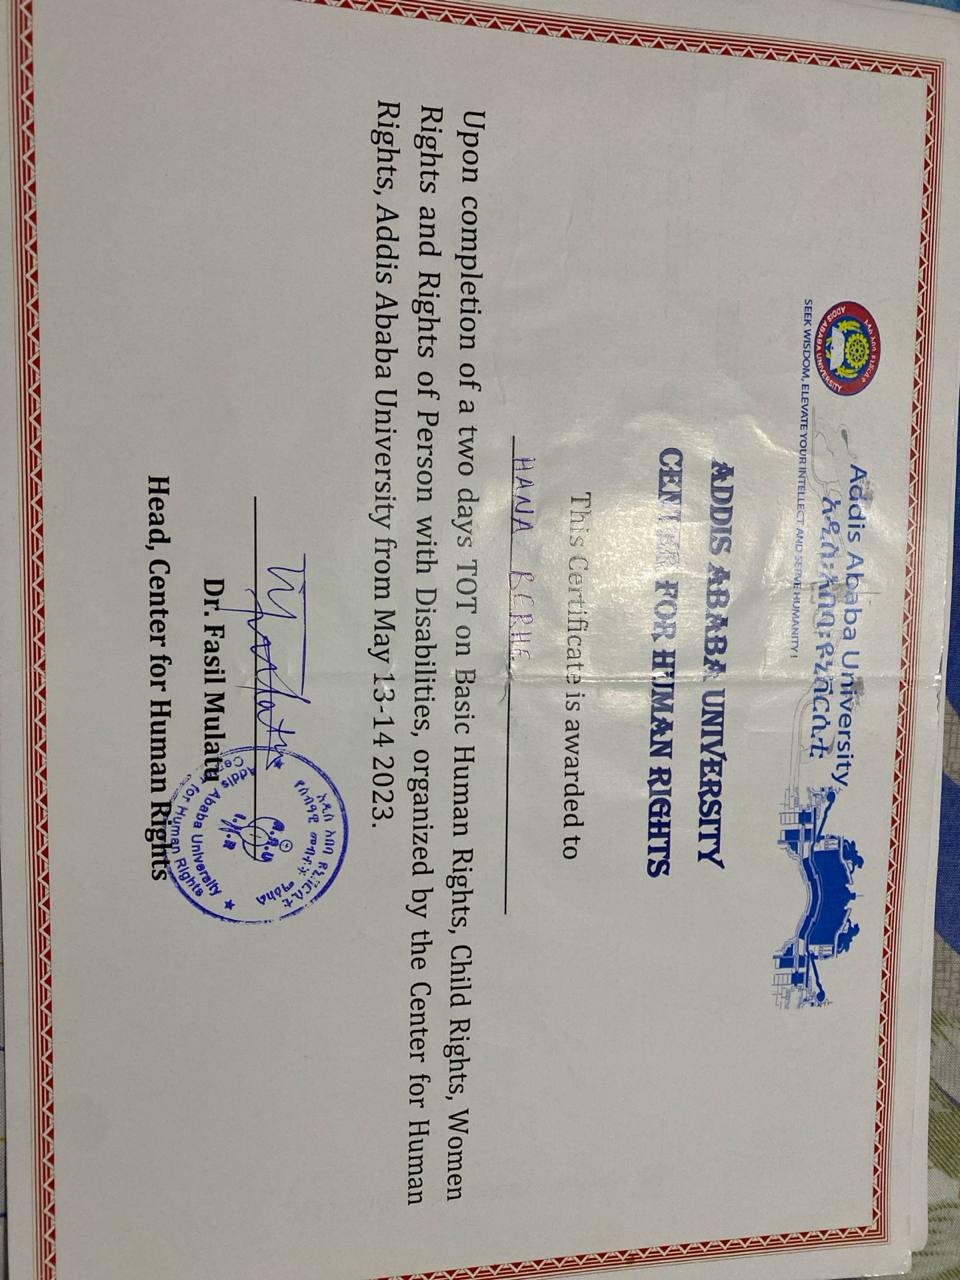 Addis Ababa University
አዲስ፡አበባ፡ዩኒቨርሲቲ
SEEK WISDOM, ELEVATE YOUR INTELLECT AND SERVE HUMANITY !
አዲስ አበባ ዩኒቨርሲቲ
ADDIS ABABA UNIVERSITY
ADDIS ABABA UNIVERSITY
CENTER FOR HUMAN RIGHTS
This Certificate is awarded to
HANA BERHE
Upon completion of a two days TOT on Basic Human Rights, Child Rights, Women
Rights and Rights of Person with Disabilities, organized by the Center for Human
Rights, Addis Ababa University from May 13-14 2023.
አዲስ አበባ ዩኒቨርሲቲ
የሰብዓዊ መብቶች ማዕከል
Addis Ababa University
Center for Human Rights
Dr. Fasil Mulatu
Head, Center for Human Rights